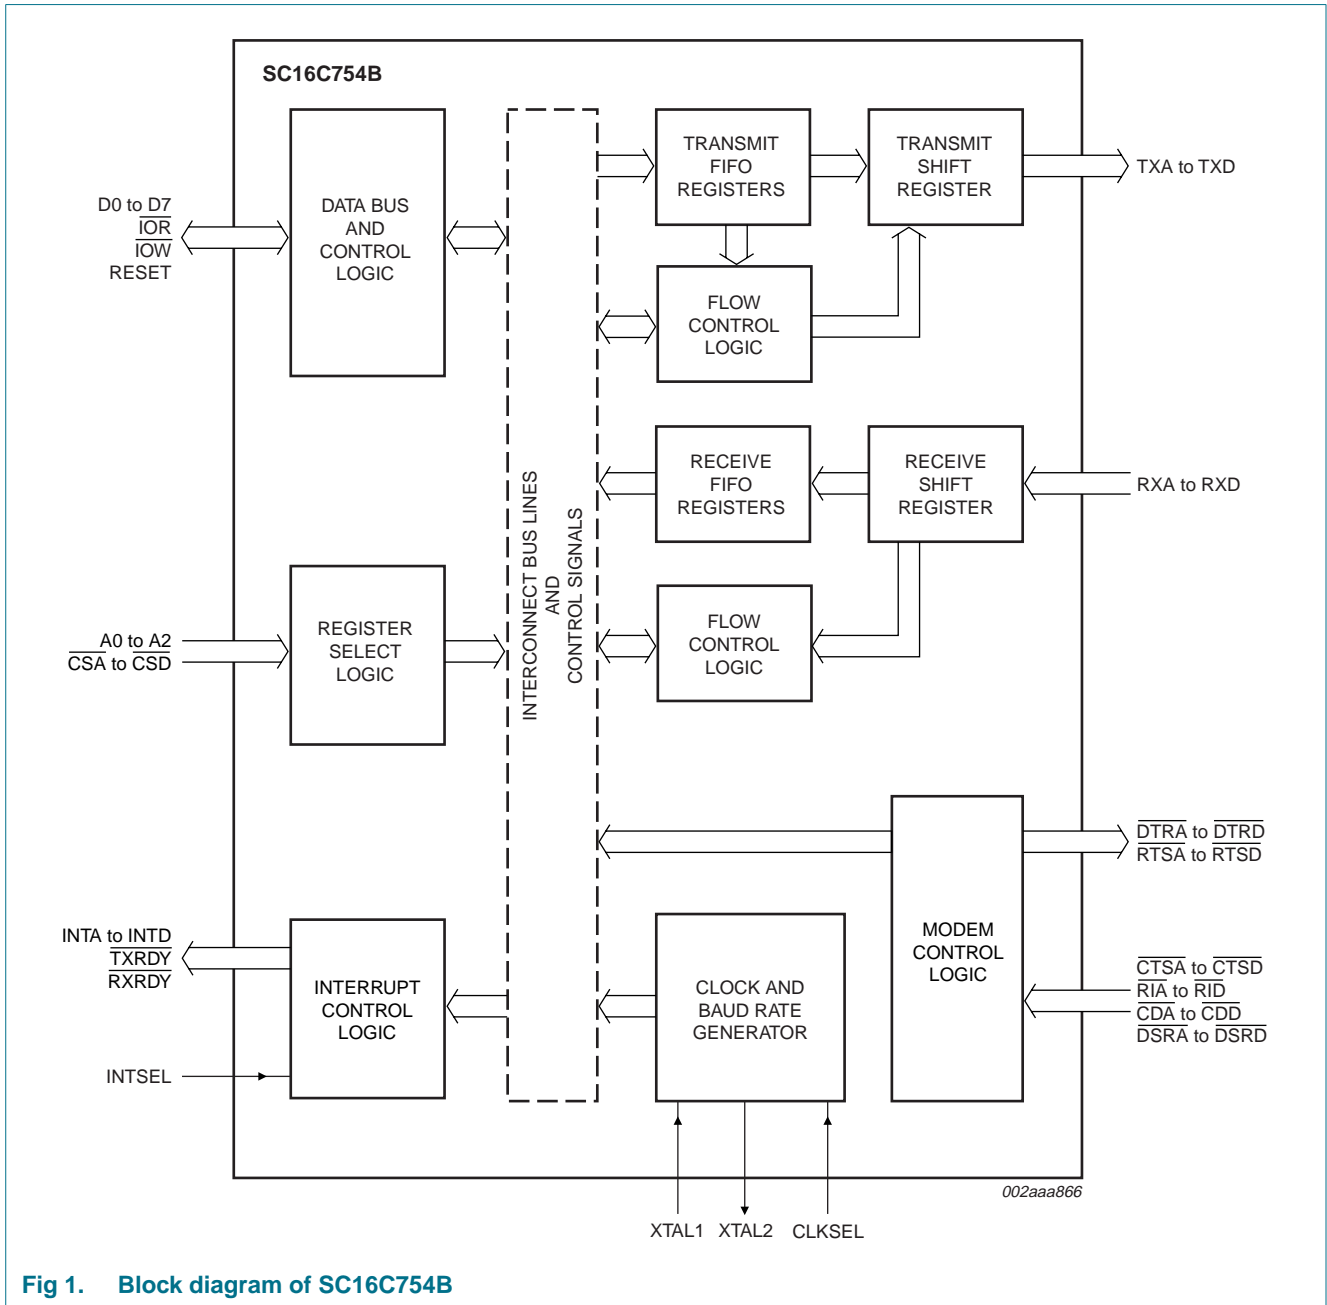 SC16C754B
D0 to D7
IOR
IOW
RESET
DATA BUS
AND
CONTROL
LOGIC
TRANSMIT
FIFO
REGISTERS
TRANSMIT
SHIFT
REGISTER
TXA to TXD
FLOW
CONTROL
LOGIC
INTERCONNECT BUS LINES
AND
CONTROL SIGNALS
RECEIVE
FIFO
REGISTERS
RECEIVE
SHIFT
REGISTER
RXA to RXD
A0 to A2
CSA to CSD
REGISTER
SELECT
LOGIC
FLOW
CONTROL
LOGIC
DTRA to DTRD
RTSA to RTSD
INTA to INTD
TXRDY
RXRDY
INTERRUPT
CONTROL
LOGIC
CLOCK AND
BAUD RATE
GENERATOR
MODEM
CONTROL
LOGIC
CTSA to CTSD
RIA to RID
CDA to CDD
DSRA to DSRD
INTSEL
XTAL1 XTAL2 CLKSEL
002aaa866
Fig 1. Block diagram of SC16C754B